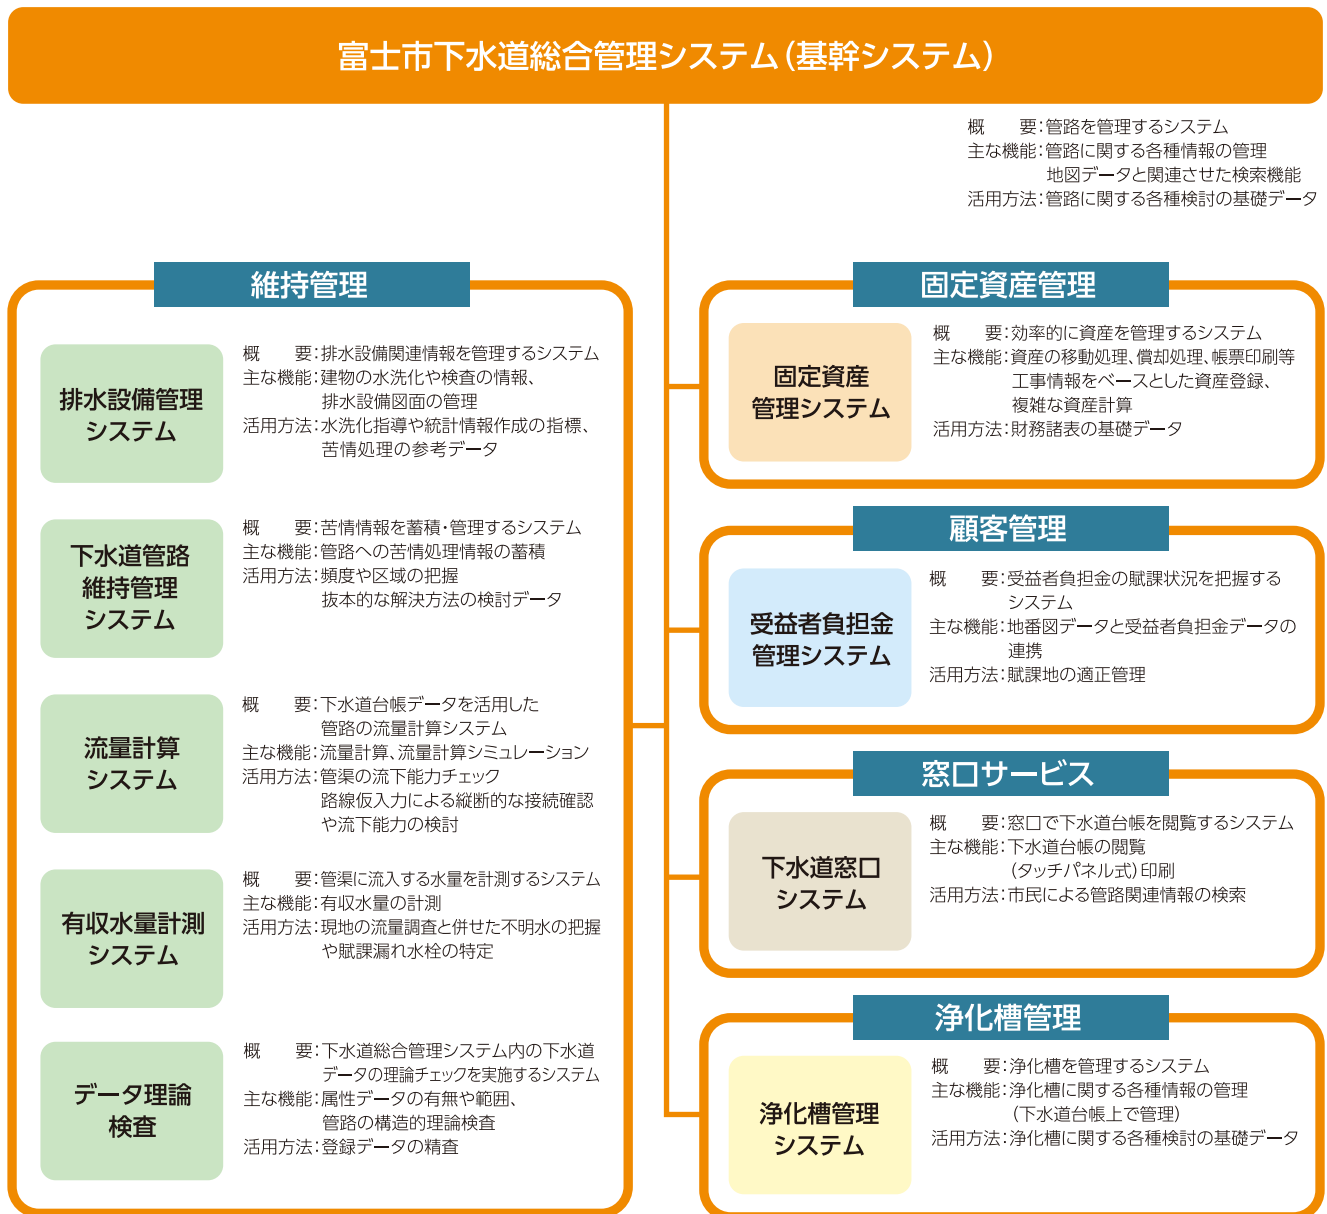 富士市下水道総合管理システム（基幹システム）
概　　要：管路を管理するシステム
主な機能：管路に関する各種情報の管理
地図データと関連させた検索機能
活用方法：管路に関する各種検討の基礎データ
維持管理
排水設備管理
システム
概　　要：排水設備関連情報を管理するシステム
主な機能：建物の水洗化や検査の情報、
排水設備図面の管理
活用方法：水洗化指導や統計情報作成の指標、
苦情処理の参考データ
下水道管路
維持管理
システム
概　　要：苦情情報を蓄積・管理するシステム
主な機能：管路への苦情処理情報の蓄積
活用方法：頻度や区域の把握
抜本的な解決方法の検討データ
流量計算
システム
概　　要：下水道台帳データを活用した
管路の流量計算システム
主な機能：流量計算、流量計算シミュレーション
活用方法：管渠の流下能力チェック
路線仮入力による縦断的な接続確認
や流下能力の検討
有収水量計測
システム
概　　要：管渠に流入する水量を計測するシステム
主な機能：有収水量の計測
活用方法：現地の流量調査と併せた不明水の把握
や賦課漏れ水栓の特定
データ理論
検査
概　　要：下水道総合管理システム内の下水道
データの理論チェックを実施するシステム
主な機能：属性データの有無や範囲、
管路の構造的理論検査
活用方法：登録データの精査
固定資産管理
固定資産
管理システム
概　　要：効率的に資産を管理するシステム
主な機能：資産の移動処理、償却処理、帳票印刷等
工事情報をベースとした資産登録、
複雑な資産計算
活用方法：財務諸表の基礎データ
顧客管理
受益者負担金
管理システム
概　　要：受益者負担金の賦課状況を把握する
システム
主な機能：地番図データと受益者負担金データの
連携
活用方法：賦課地の適正管理
窓口サービス
下水道窓口
システム
概　　要：窓口で下水道台帳を閲覧するシステム
主な機能：下水道台帳の閲覧
（タッチパネル式）印刷
活用方法：市民による管路関連情報の検索
浄化槽管理
浄化槽管理
システム
概　　要：浄化槽を管理するシステム
主な機能：浄化槽に関する各種情報の管理
（下水道台帳上で管理）
活用方法：浄化槽に関する各種検討の基礎データ